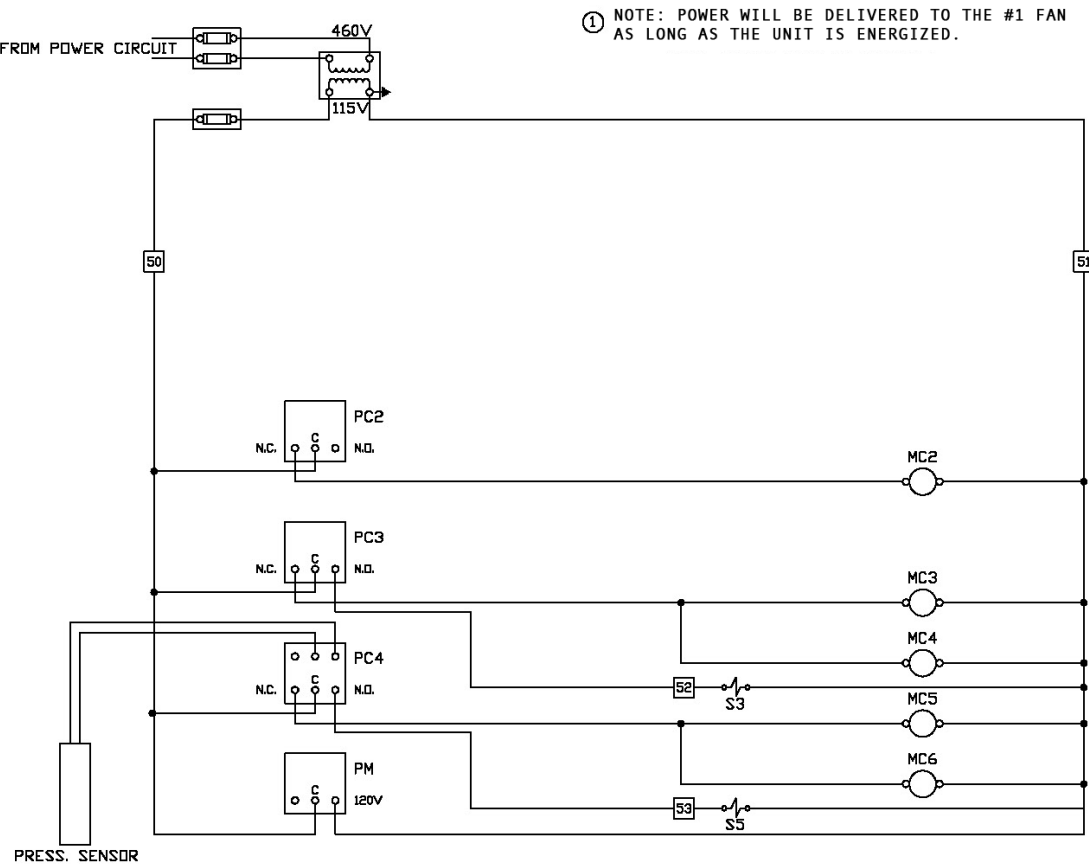 ① NOTE: POWER WILL BE DELIVERED TO THE #1 FAN
AS LONG AS THE UNIT IS ENERGIZED.
460V
FROM POWER CIRCUIT
115V
50
51
PC2
N.C. C N.O.
MC2
PC3
N.C. C N.O.
MC3
MC4
PC4
N.C. C N.O.
52
S3
MC5
MC6
PM
C 120V
53
S5
PRESS. SENSOR